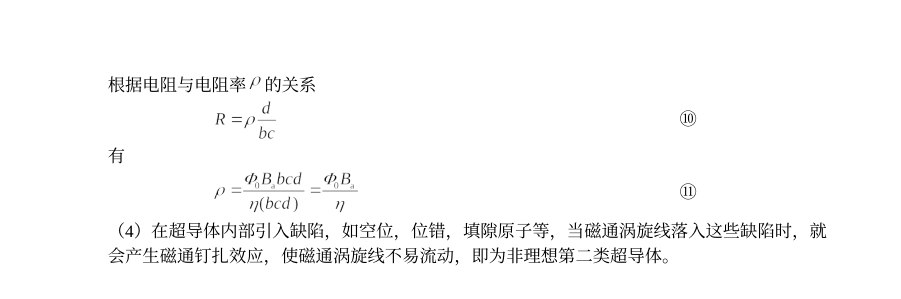 根据电阻与电阻率 ρ 的关系
R = ρ d/bc ⑩
有
ρ = Φ₀Bₐbcd/η(bcd) = Φ₀Bₐ/η ⑪
（4）在超导体内部引入缺陷，如空位，位错，填隙原子等，当磁通涡旋线落入这些缺陷时，就
会产生磁通钉扎效应，使磁通涡旋线不易流动，即为非理想第二类超导体。